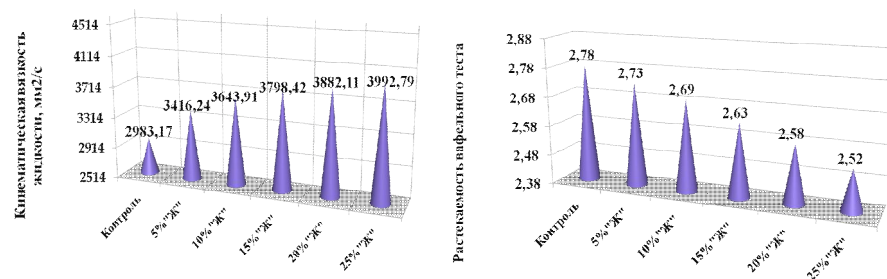 Кинематическая вязкость
жидкости, мм2/с
4514
4114
3714
3314
2914
2514
2983,17
3416,24
3643,91
3798,42
3882,11
3992,79
Контроль
5%"Ж"
10%"Ж"
15%"Ж"
20%"Ж"
25%"Ж"
Растекаемость вафельного теста
2,88
2,78
2,68
2,58
2,48
2,38
2,78
2,73
2,69
2,63
2,58
2,52
Контроль
5%"Ж"
10%"Ж"
15%"Ж"
20%"Ж"
25%"Ж"